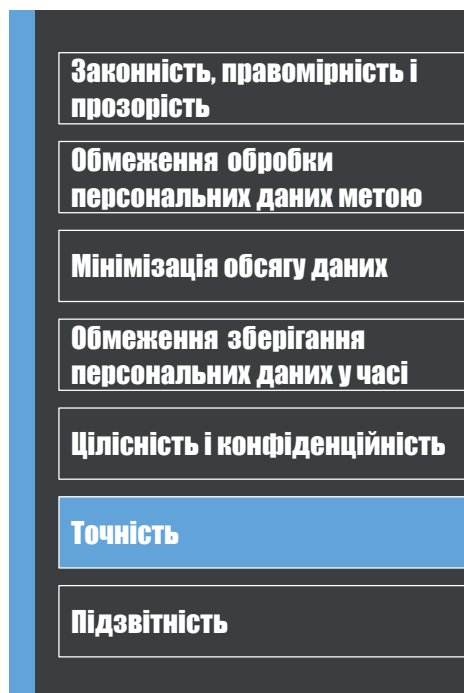 Законність, правомірність і
прозорість
Обмеження обробки
персональних даних метою
Мінімізація обсягу даних
Обмеження зберігання
персональних даних у часі
Цілісність і конфіденційність
Точність
Підзвітність